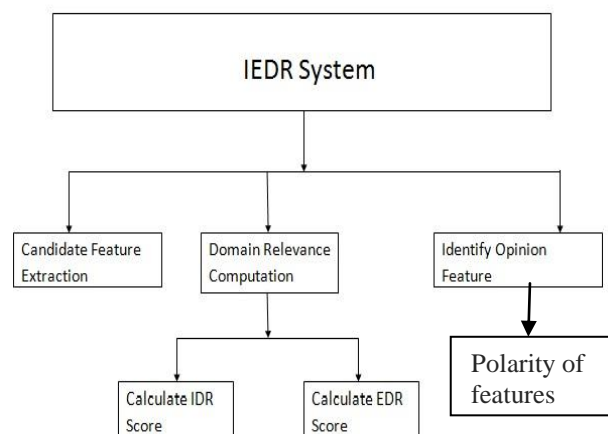 IEDR System
Candidate Feature
Extraction
Domain Relevance
Computation
Identify Opinion
Feature
Polarity of
features
Calculate IDR
Score
Calculate EDR
Score